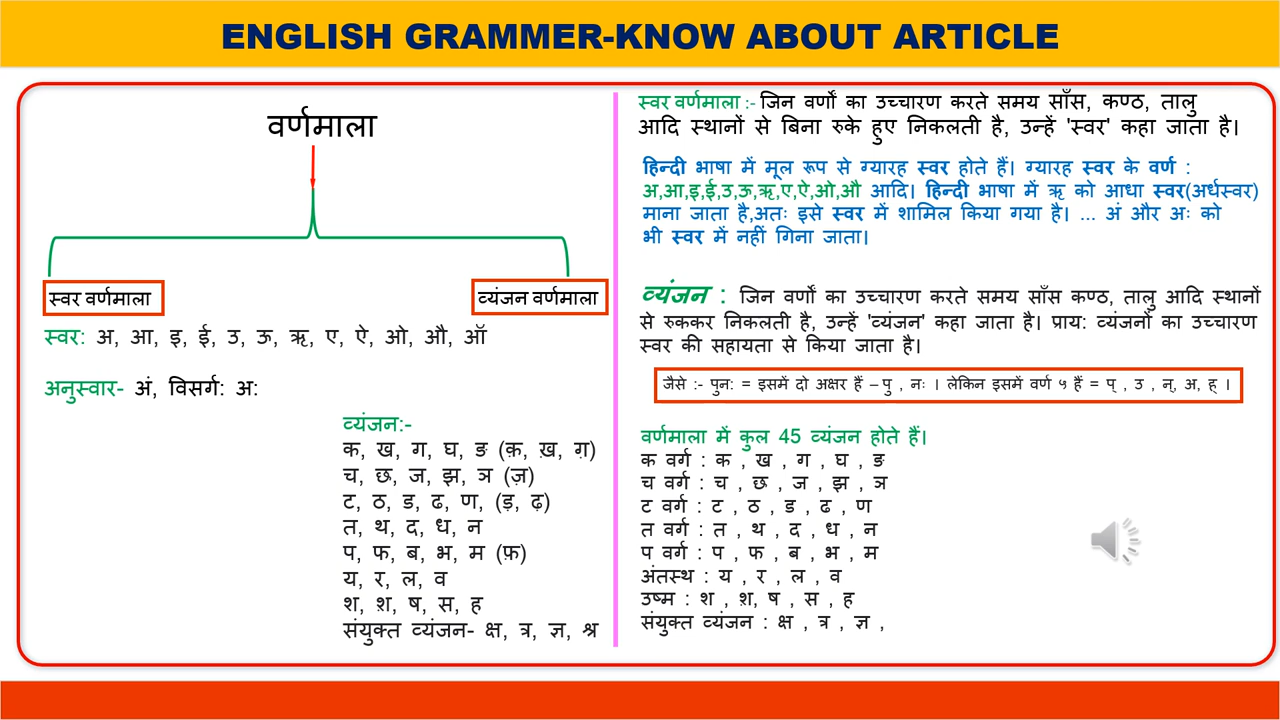 ENGLISH GRAMMER-KNOW ABOUT ARTICLE
वर्णमाला
स्वर वर्णमाला
व्यंजन वर्णमाला
स्वर: अ, आ, इ, ई, उ, ऊ, ऋ, ए, ऐ, ओ, औ, ऑ
अनुस्वार- अं, विसर्ग: अ:
व्यंजन:-
क, ख, ग, घ, ङ (क़, ख़, ग़)
च, छ, ज, झ, ञ (ज़)
ट, ठ, ड, ढ, ण, (ड़, ढ़)
त, थ, द, ध, न
प, फ, ब, भ, म (फ़)
य, र, ल, व
श, श़, ष, स, ह
संयुक्त व्यंजन- क्ष, त्र, ज्ञ, श्र
स्वर वर्णमाला :- जिन वर्णों का उच्चारण करते समय साँस, कण्ठ, तालु
आदि स्थानों से बिना रुके हुए निकलती है, उन्हें 'स्वर' कहा जाता है।
हिन्दी भाषा में मूल रूप से ग्यारह स्वर होते हैं। ग्यारह स्वर के वर्ण :
अ,आ,इ,ई,उ,ऊ,ऋ,ए,ऐ,ओ,औ आदि। हिन्दी भाषा में ऋ को आधा स्वर(अर्धस्वर)
माना जाता है,अतः इसे स्वर में शामिल किया गया है। ... अं और अः को
भी स्वर में नहीं गिना जाता।
व्यंजन : जिन वर्णों का उच्चारण करते समय साँस कण्ठ, तालु आदि स्थानों
से रुककर निकलती है, उन्हें 'व्यंजन' कहा जाता है। प्राय: व्यंजनों का उच्चारण
स्वर की सहायता से किया जाता है।
जैसे :- पुन: = इसमें दो अक्षर हैं – पु , नः । लेकिन इसमें वर्ण ५ हैं = प् , उ , न्, अ, ह् ।
वर्णमाला में कुल 45 व्यंजन होते हैं।
क वर्ग : क , ख , ग , घ , ङ
च वर्ग : च , छ , ज , झ , ञ
ट वर्ग : ट , ठ , ड , ढ , ण
त वर्ग : त , थ , द , ध , न
प वर्ग : प , फ , ब , भ , म
अंतस्थ : य , र , ल , व
उष्म : श , श़, ष , स , ह
संयुक्त व्यंजन : क्ष , त्र , ज्ञ ,